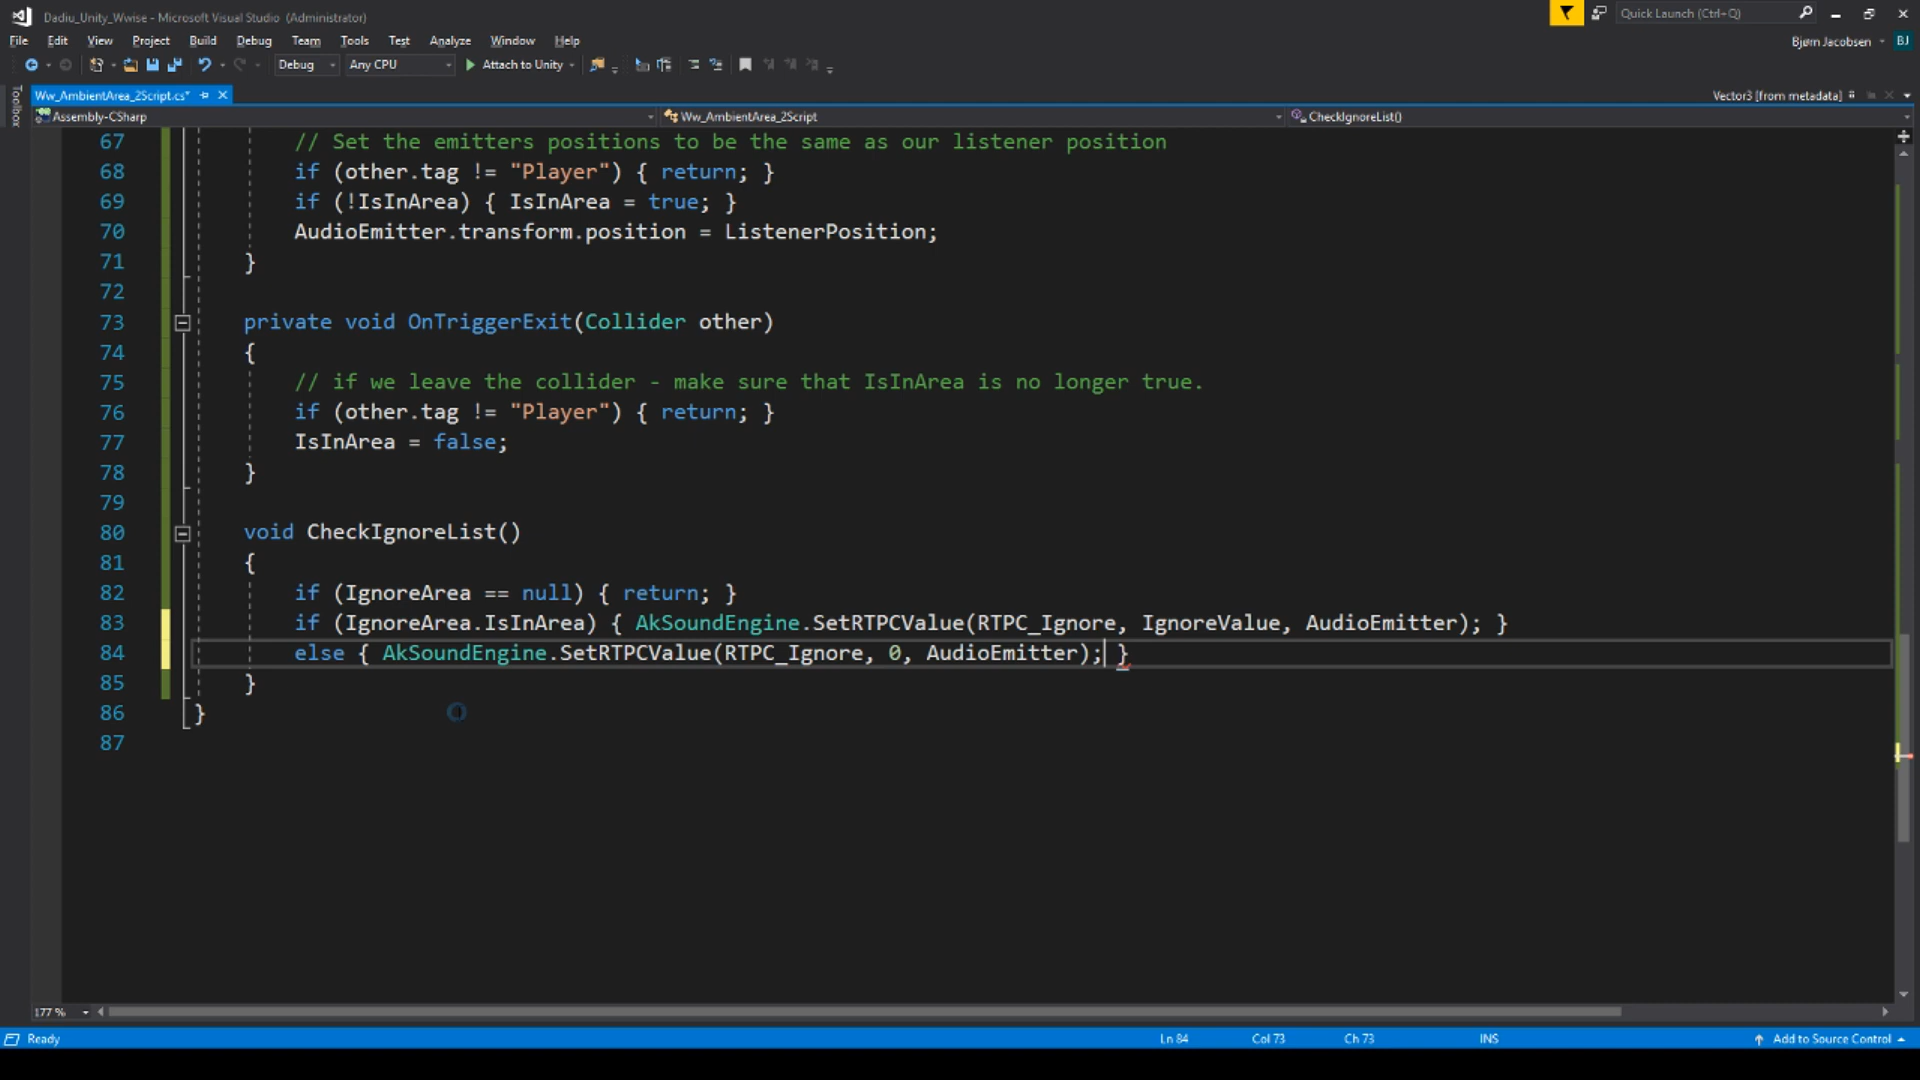 Dadiu_Unity_Wwise - Microsoft Visual Studio (Administrator)
Quick Launch (Ctrl+Q)
File Edit View Project Build Debug Team Tools Test Analyze Window Help
Bjørn Jacobsen BJ
Debug Any CPU Attach to Unity
Toolbox
Ww_AmbientArea_2Script.cs*
Vector3 [from metadata]
Assembly-CSharp Ww_AmbientArea_2Script CheckIgnoreList()
67 // Set the emitters positions to be the same as our listener position
68 if (other.tag != "Player") { return; }
69 if (!IsInArea) { IsInArea = true; }
70 AudioEmitter.transform.position = ListenerPosition;
71 }
72
73 private void OnTriggerExit(Collider other)
74 {
75 // if we leave the collider - make sure that IsInArea is no longer true.
76 if (other.tag != "Player") { return; }
77 IsInArea = false;
78 }
79
80 void CheckIgnoreList()
81 {
82 if (IgnoreArea == null) { return; }
83 if (IgnoreArea.IsInArea) { AkSoundEngine.SetRTPCValue(RTPC_Ignore, IgnoreValue, AudioEmitter); }
84 else { AkSoundEngine.SetRTPCValue(RTPC_Ignore, 0, AudioEmitter); }
85 }
86 }
87
177 %
Ready Ln 84 Col 73 Ch 73 INS Add to Source Control